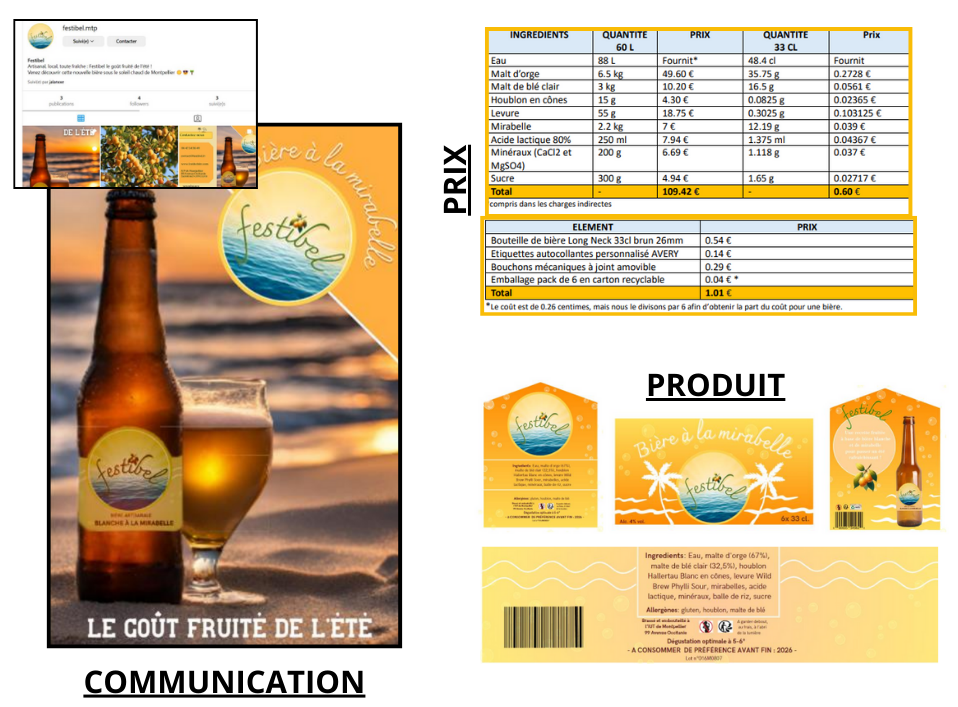 festibel.mtp
Suivi(e) Contacter
Festibel
Artisanal, local, toute fraîche : Festibel le goût fruité de l'été !
Venez découvrir cette nouvelle bière sous le soleil chaud de Montpellier
3 4 3
publications followers suivi(e)s
DE L'ÉTÉ
Bière à la mirabelle
festibel
festibel
BIÈRE ARTISANALE
BLANCHE À LA MIRABELLE
LE GOÛT FRUITÉ DE L'ÉTÉ
COMMUNICATION
PRIX
INGREDIENTS QUANTITE 60 L PRIX QUANTITE 33 CL Prix
Eau 88 L Fournit* 48.4 cl Fournit
Malt d'orge 6.5 kg 49.60 € 35.75 g 0.2728 €
Malt de blé clair 3 kg 10.20 € 16.5 g 0.0561 €
Houblon en cônes 15 g 4.30 € 0.0825 g 0.02365 €
Levure 55 g 18.75 € 0.3025 g 0.103125 €
Mirabelle 2.2 kg 7 € 12.19 g 0.039 €
Acide lactique 80% 250 ml 7.94 € 1.375 ml 0.04367 €
Minéraux (CaCl2 et MgSO4) 200 g 6.69 € 1.118 g 0.037 €
Sucre 300 g 4.94 € 1.65 g 0.02717 €
Total - 109.42 € - 0.60 €
compris dans les charges indirectes
ELEMENT PRIX
Bouteille de bière Long Neck 33cl brun 26mm 0.54 €
Etiquettes autocollantes personnalisé AVERY 0.14 €
Bouchons mécaniques à joint amovible 0.29 €
Emballage pack de 6 en carton recyclable 0.04 € *
Total 1.01 €
*Le coût est de 0.26 centimes, mais nous le divisons par 6 afin d'obtenir la part du coût pour une bière.
PRODUIT
festibel
Bière à la mirabelle
festibel
Alc. 4% vol.
6x 33 cl.
festibel
Ingredients: Eau, malte d'orge (67%),
malte de blé clair (32,5%), houblon
Hallertau Blanc en cônes, levure Wild
Brew Phylli Sour, mirabelles, acide
lactique, minéraux, balle de riz, sucre
Allergènes: gluten, houblon, malte de blé
Dégustation optimale à 5-6°
- A CONSOMMER DE PRÉFÉRENCE AVANT FIN : 2026 -